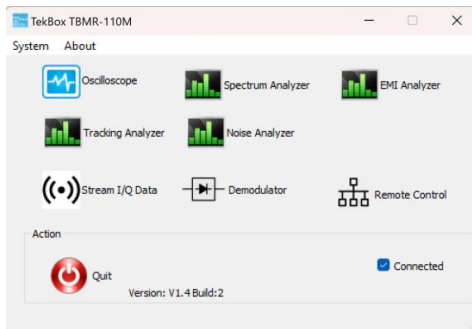 TekBox TBMR-110M
System About
Oscilloscope Spectrum Analyzer EMI Analyzer
Tracking Analyzer Noise Analyzer
Stream I/Q Data Demodulator Remote Control
Action
Quit Connected
Version: V1.4 Build:2